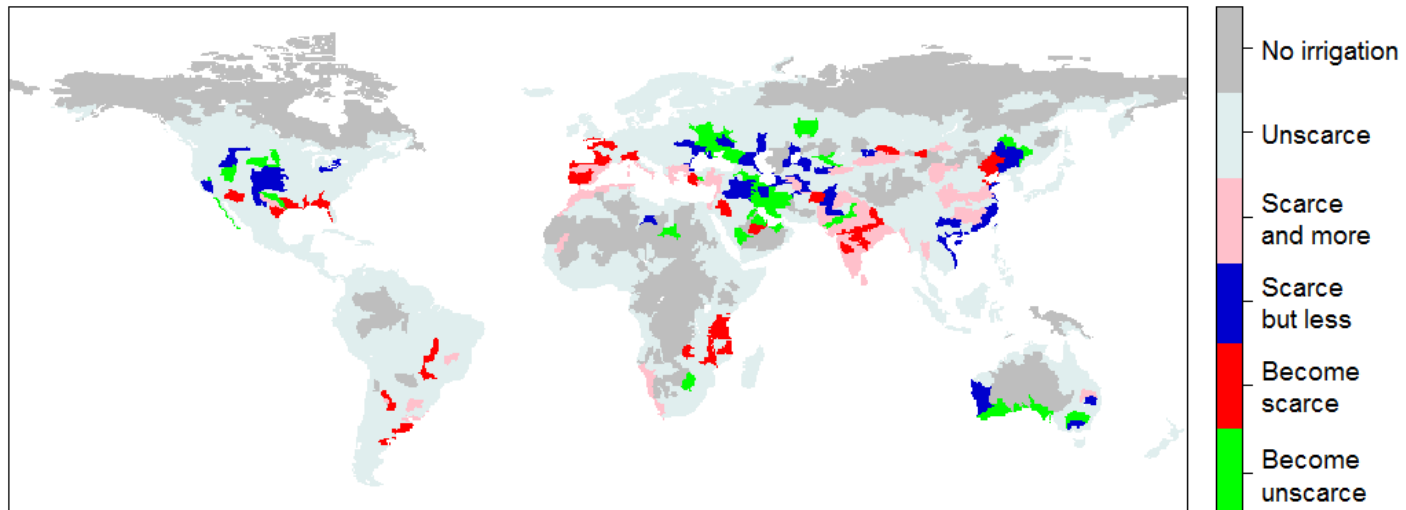 No irrigation
Unscarce
Scarce
and more
Scarce
but less
Become
scarce
Become
unscarce